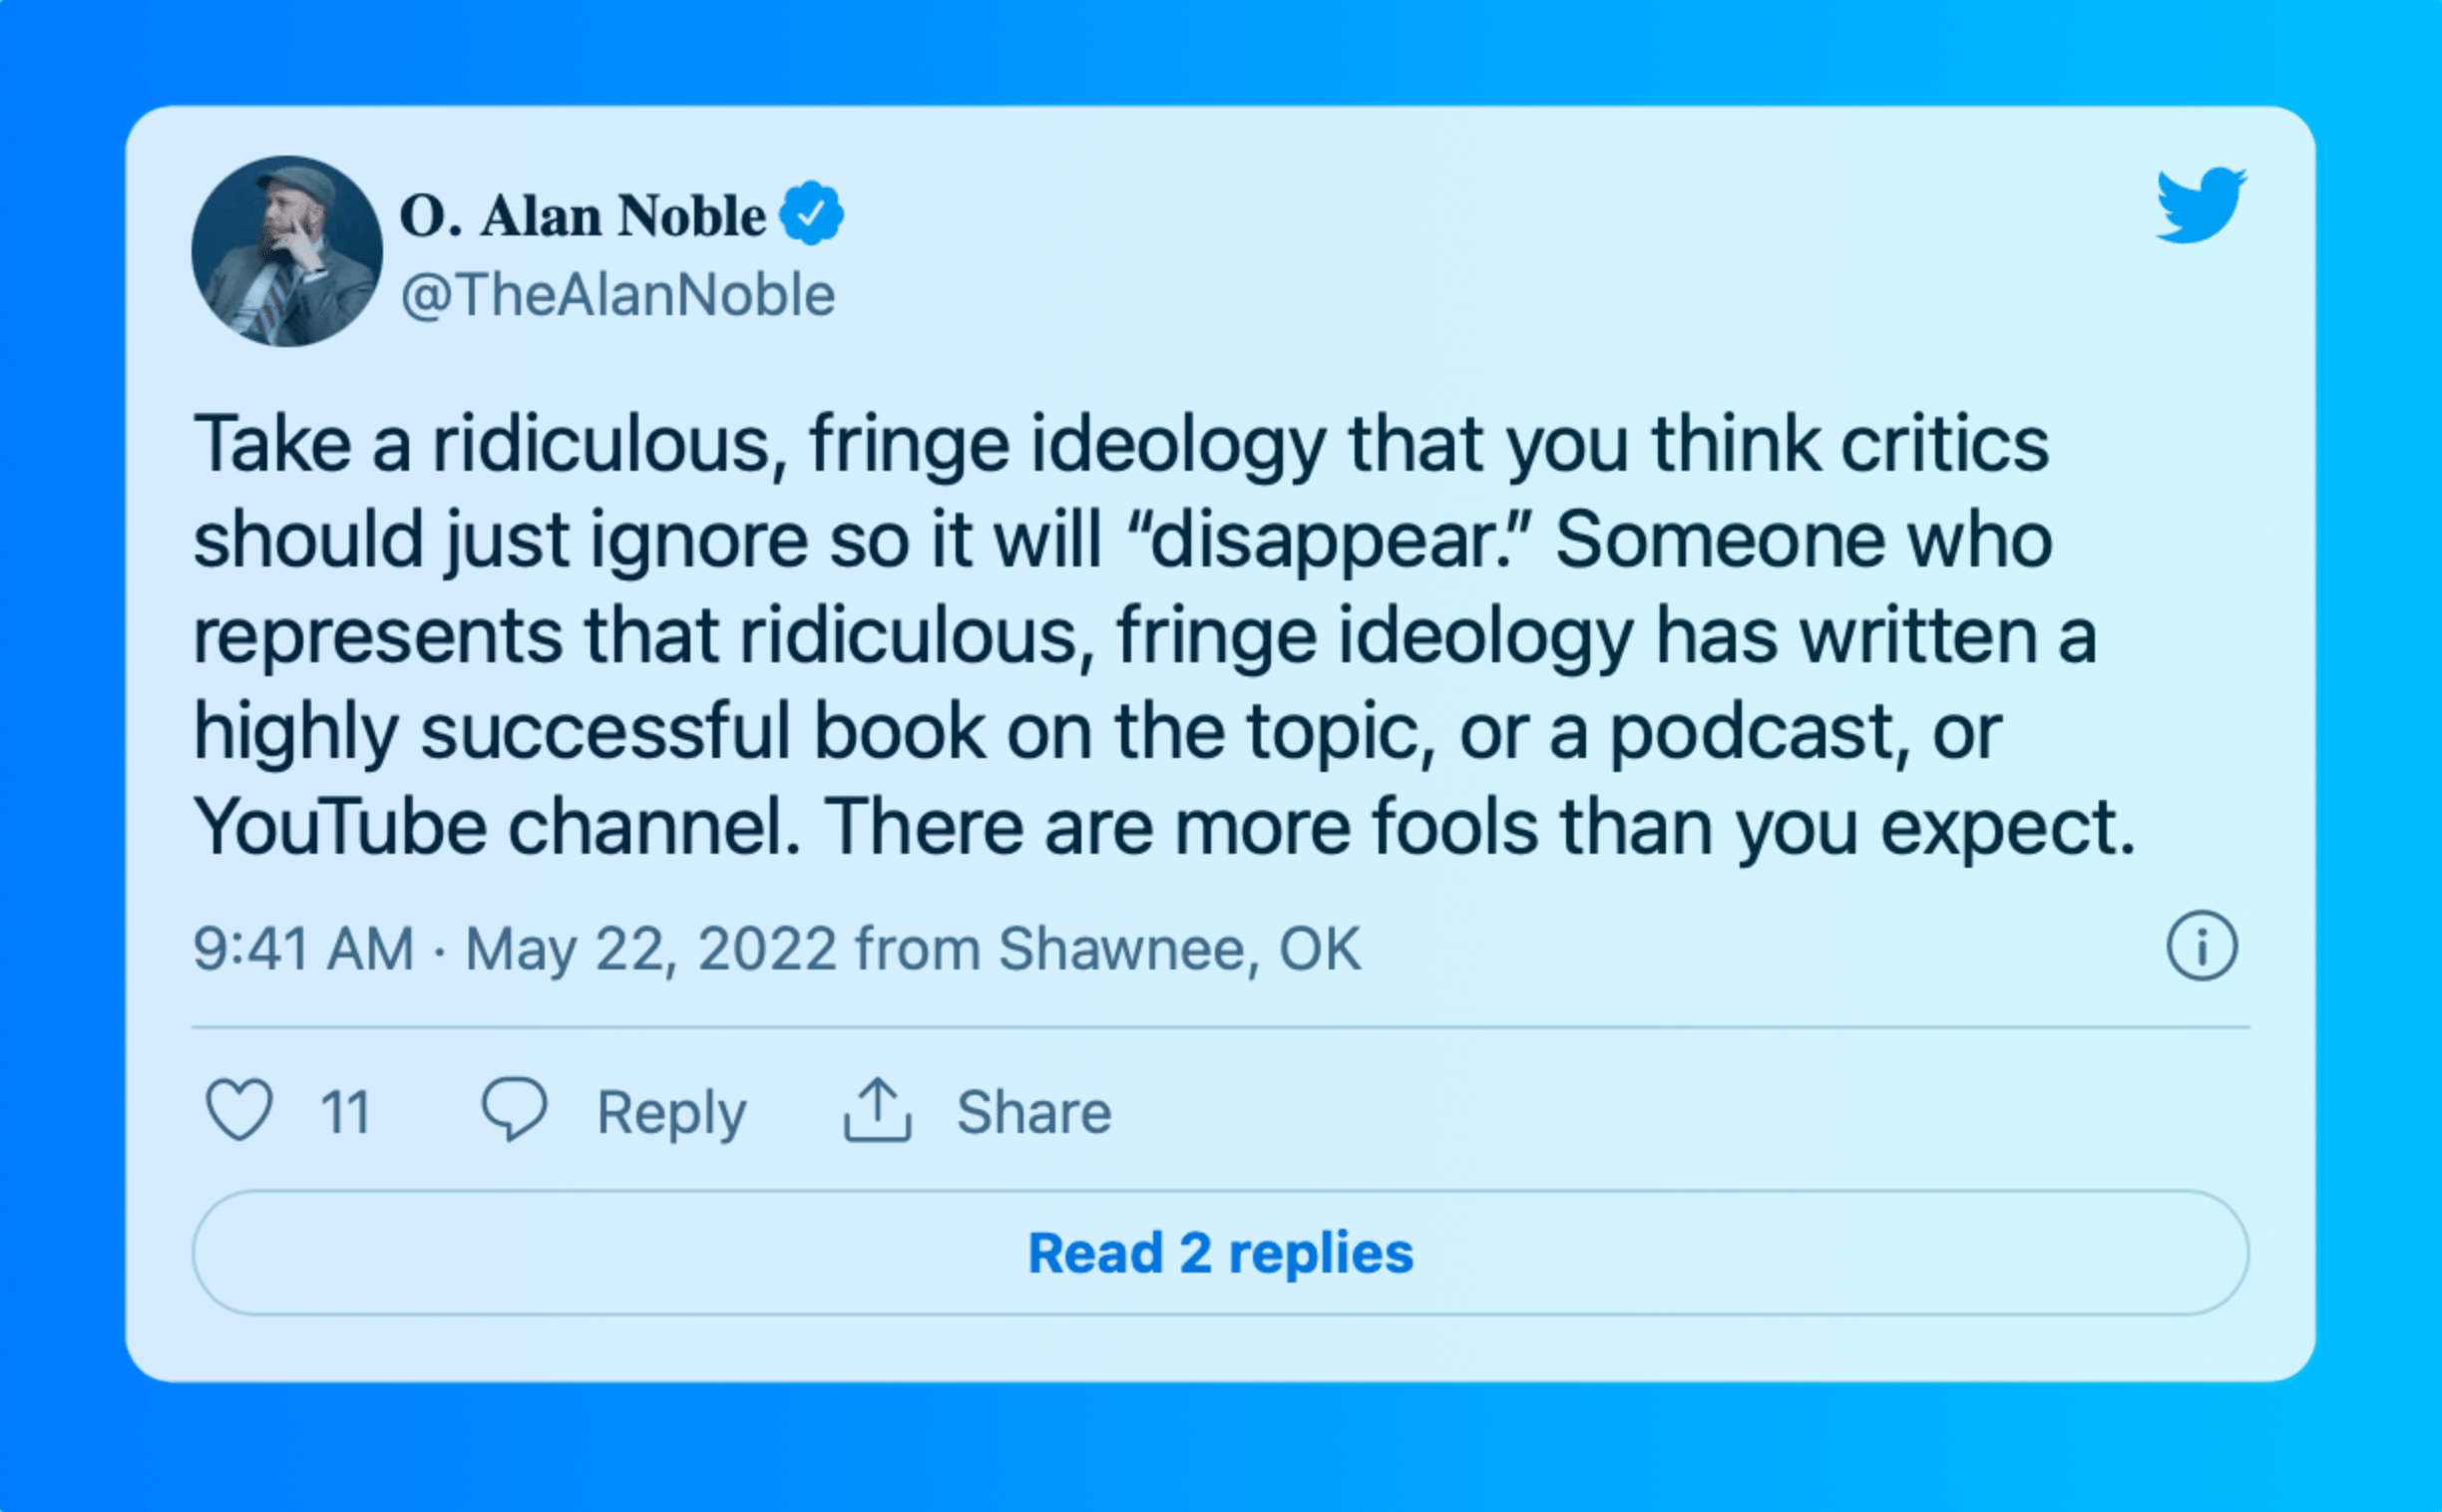 O. Alan Noble
@TheAlanNoble
Take a ridiculous, fringe ideology that you think critics
should just ignore so it will “disappear.” Someone who
represents that ridiculous, fringe ideology has written a
highly successful book on the topic, or a podcast, or
YouTube channel. There are more fools than you expect.
9:41 AM · May 22, 2022 from Shawnee, OK
11 Reply Share
Read 2 replies